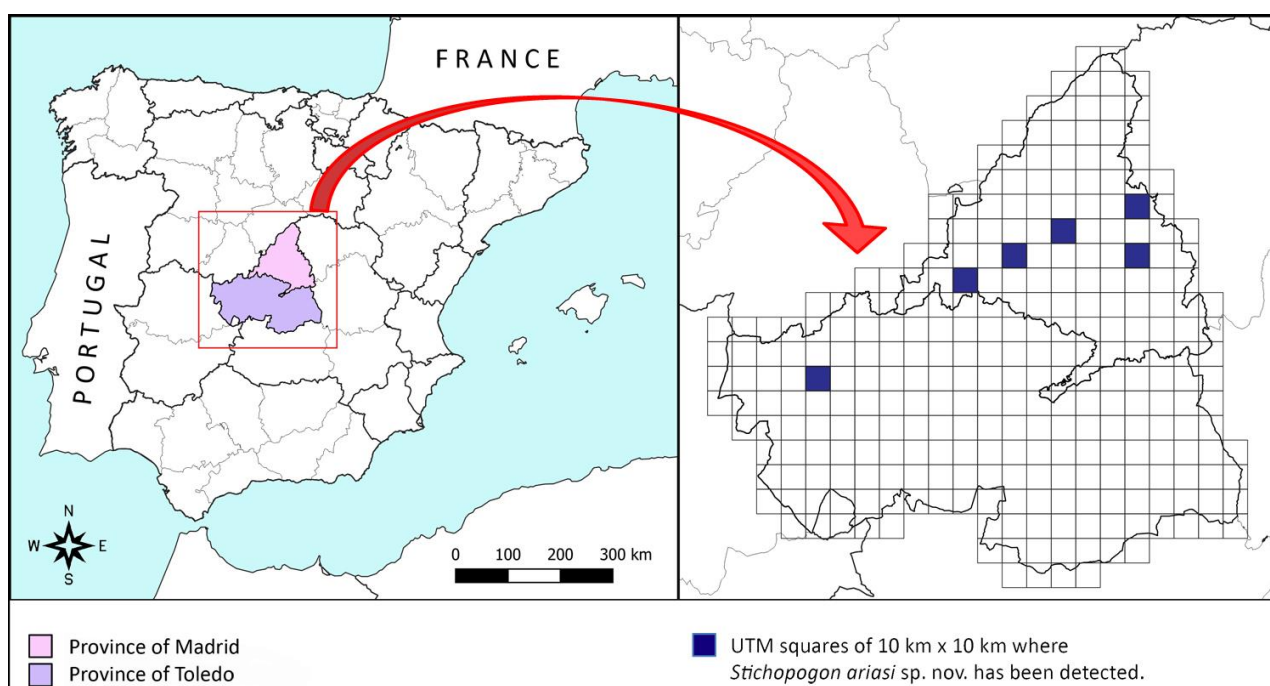 FRANCE
PORTUGAL
N
W E
S
0 100 200 300 km
Province of Madrid
Province of Toledo
UTM squares of 10 km x 10 km where
Stichopogon ariasi sp. nov. has been detected.